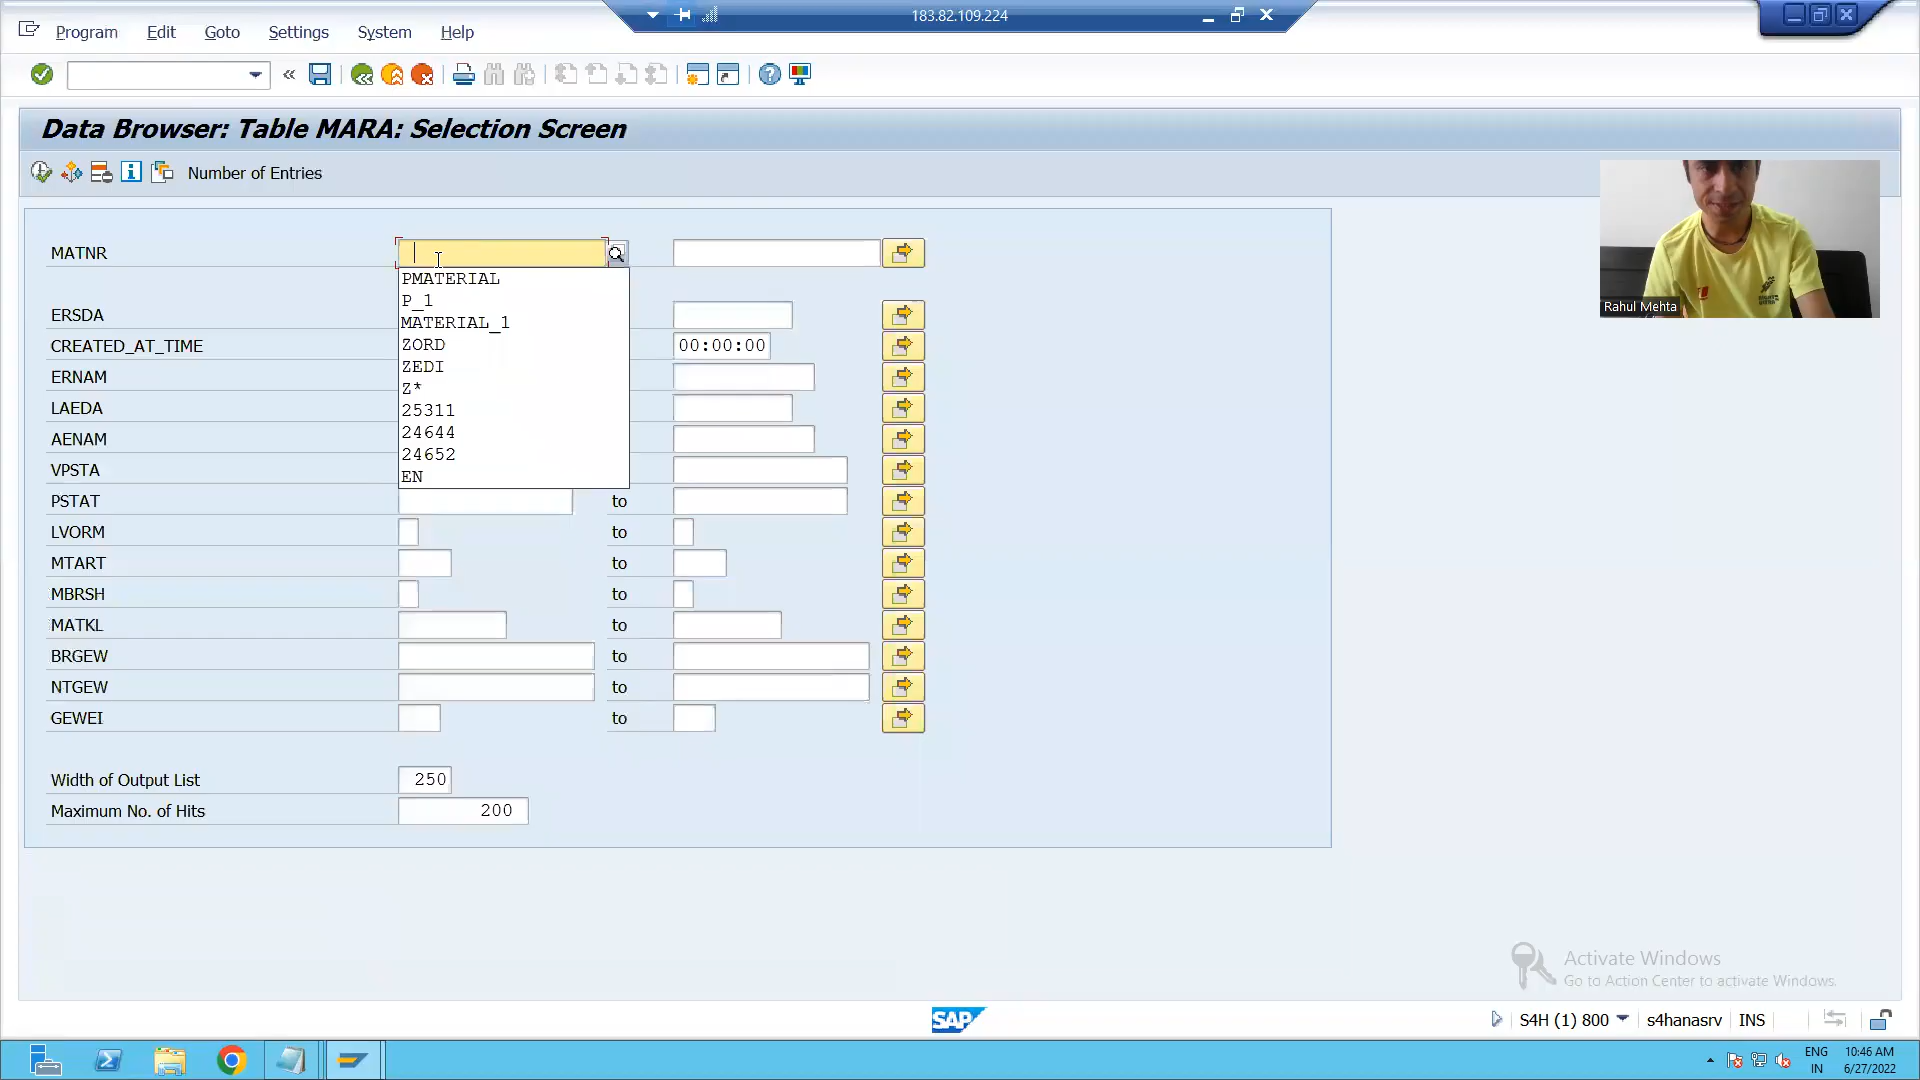 183.82.109.224
Program Edit Goto Settings System Help
Data Browser: Table MARA: Selection Screen
Number of Entries
MATNR
PMATERIAL
P_1
MATERIAL_1
ZORD
ZEDI
Z*
25311
24644
24652
EN
ERSDA
CREATED_AT_TIME 00:00:00
ERNAM
LAEDA
AENAM
VPSTA
PSTAT to
LVORM to
MTART to
MBRSH to
MATKL to
BRGEW to
NTGEW to
GEWEI to
Width of Output List 250
Maximum No. of Hits 200
Rahul Mehta
Activate Windows
Go to Action Center to activate Windows.
SAP
S4H (1) 800 s4hanasrv INS
ENG
IN
10:46 AM
6/27/2022